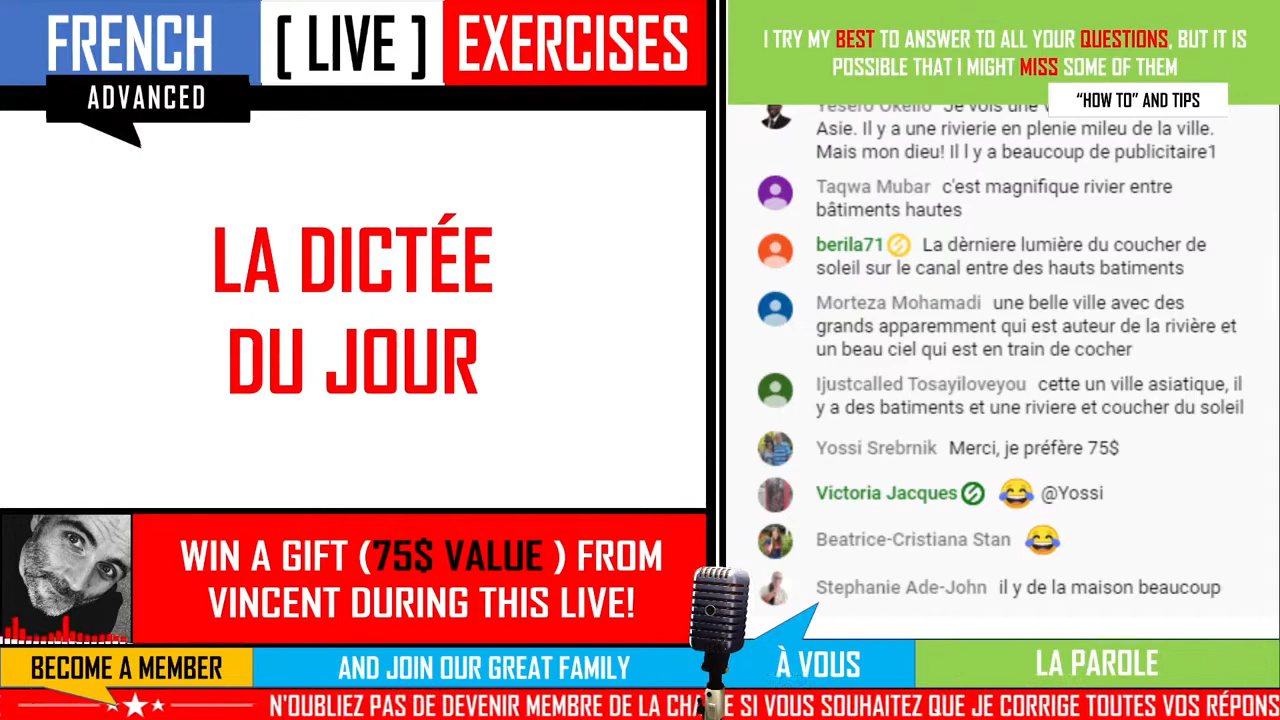 FRENCH
[ LIVE ]
EXERCISES
ADVANCED
LA DICTÉE
DU JOUR
WIN A GIFT (75$ VALUE ) FROM
VINCENT DURING THIS LIVE!
BECOME A MEMBER
AND JOIN OUR GREAT FAMILY
I TRY MY BEST TO ANSWER TO ALL YOUR QUESTIONS, BUT IT IS
POSSIBLE THAT I MIGHT MISS SOME OF THEM
“HOW TO” AND TIPS
Je vois une
Asie. Il y a une rivierie en plenie mileu de la ville.
Mais mon dieu! Il l y a beaucoup de publicitaire1
Taqwa Mubar c'est magnifique rivier entre
bâtiments hautes
berila71 La dèrniere lumière du coucher de
soleil sur le canal entre des hauts batiments
Morteza Mohamadi une belle ville avec des
grands apparemment qui est auteur de la rivière et
un beau ciel qui est en train de cocher
Ijustcalled Tosayiloveyou cette un ville asiatique, il
y a des batiments et une riviere et coucher du soleil
Yossi Srebrnik Merci, je préfère 75$
Victoria Jacques 😂 @Yossi
Beatrice-Cristiana Stan 😂
Stephanie Ade-John il y de la maison beaucoup
À VOUS
LA PAROLE
N'OUBLIEZ PAS DE DEVENIR MEMBRE DE LA E SI VOUS SOUHAITEZ QUE JE CORRIGE TOUTES VOS RÉPONS